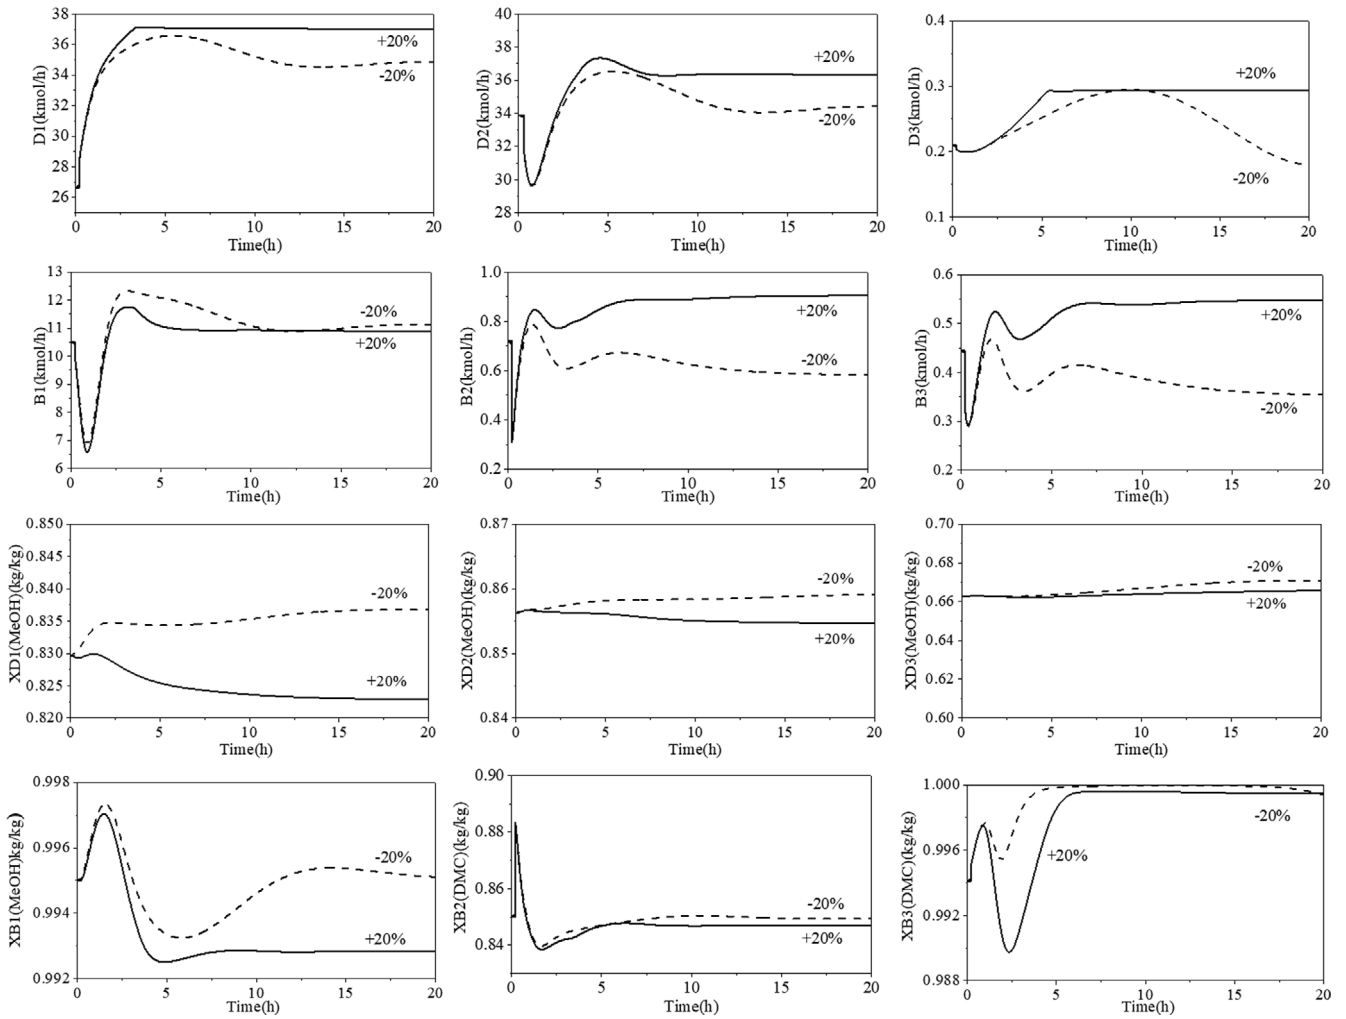 D1(kmol/h)
38
36
34
32
30
28
26
+20%
-20%
0 5 10 15 20
Time(h)
D2(kmol/h)
40
38
36
34
32
30
28
+20%
-20%
0 5 10 15 20
Time(h)
D3(kmol/h)
0.4
0.3
0.2
0.1
+20%
-20%
0 5 10 15 20
Time(h)
B1(kmol/h)
13
12
11
10
9
8
7
6
-20%
+20%
0 5 10 15 20
Time(h)
B2(kmol/h)
1.0
0.8
0.6
0.4
0.2
+20%
-20%
0 5 10 15 20
Time(h)
B3(kmol/h)
0.6
0.5
0.4
0.3
0.2
+20%
-20%
0 5 10 15 20
Time(h)
XD1(MeOH)(kg/kg)
0.850
0.845
0.840
0.835
0.830
0.825
0.820
-20%
+20%
0 5 10 15 20
Time(h)
XD2(MeOH)(kg/kg)
0.87
0.86
0.85
0.84
-20%
+20%
0 5 10 15 20
Time(h)
XD3(MeOH)(kg/kg)
0.70
0.68
0.66
0.64
0.62
0.60
-20%
+20%
0 5 10 15 20
Time(h)
XB1(MeOH)kg/kg)
0.998
0.996
0.994
0.992
-20%
+20%
0 5 10 15 20
Time(h)
XB2(DMC)(kg/kg)
0.90
0.88
0.86
0.84
-20%
+20%
0 5 10 15 20
Time(h)
XB3(DMC)(kg/kg)
1.000
0.996
0.992
0.988
-20%
+20%
0 5 10 15 20
Time(h)